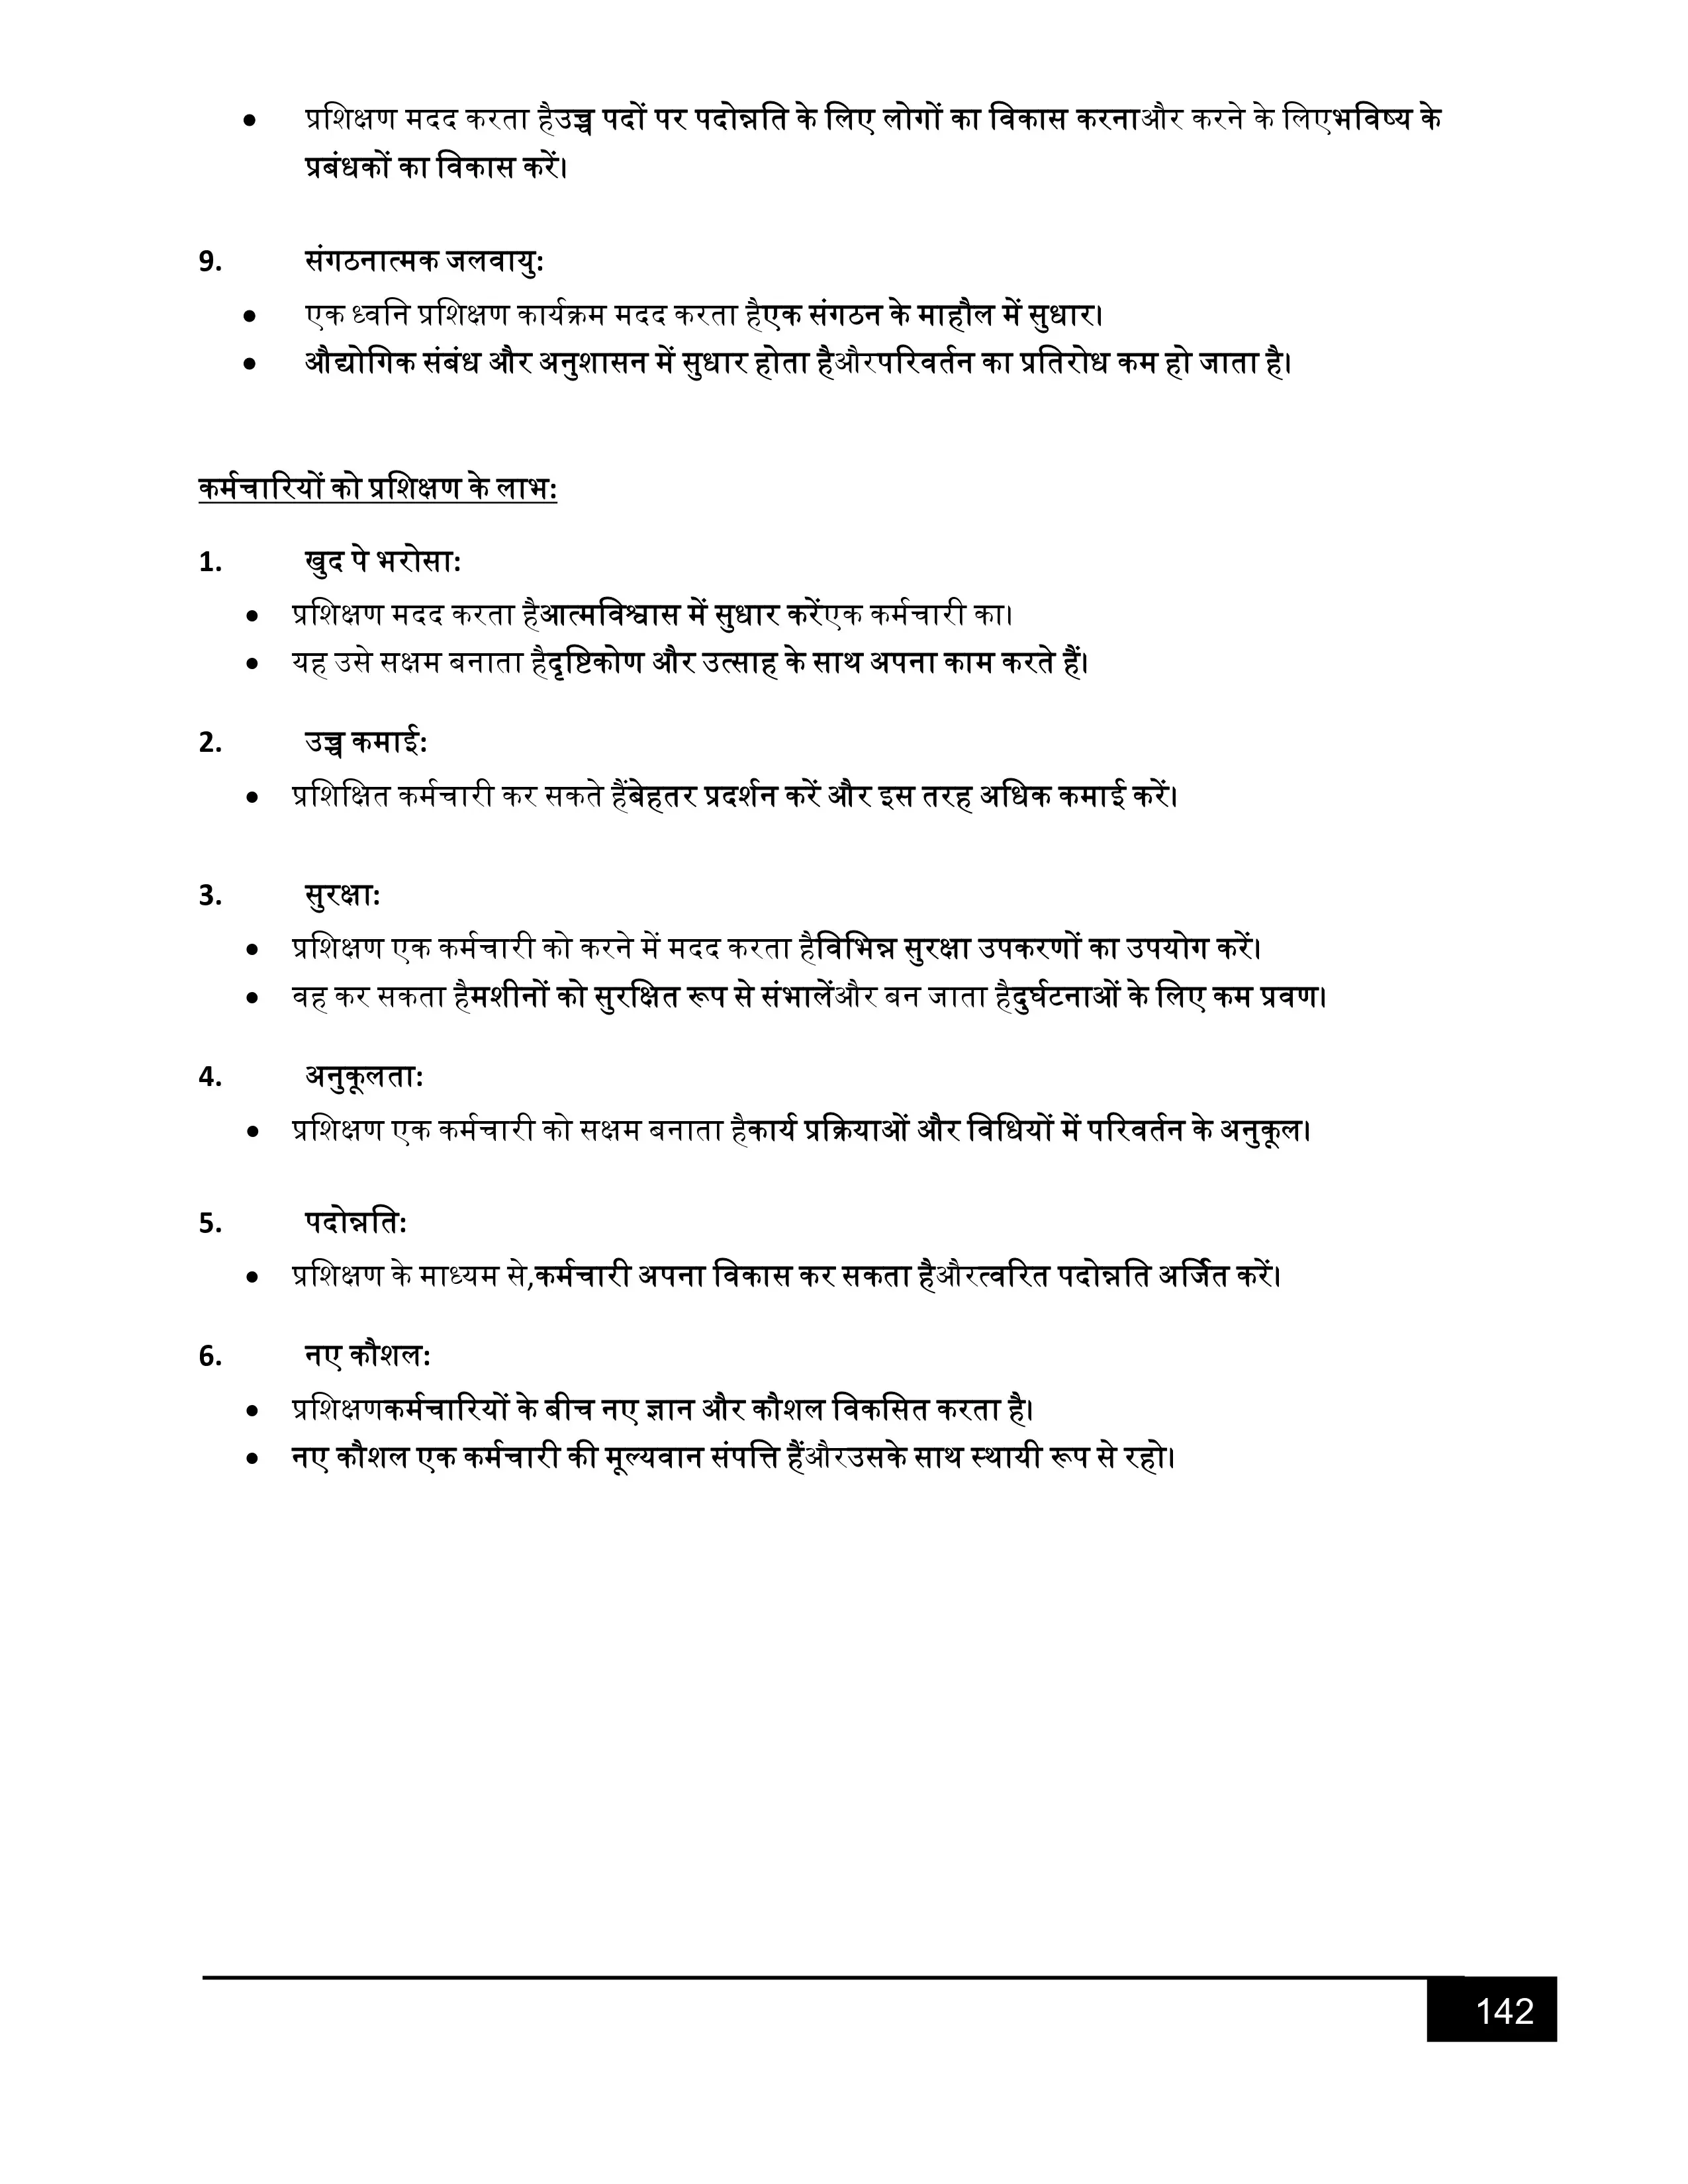 • प्रशिक्षण मदद करता हैउच्च पदों पर पदोन्नति के लिए लोगों का विकास करनाऔर करने के लिएभविष्य के
प्रबंधकों का विकास करें।
9. संगठनात्मक जलवायु:
• एक ध्वनि प्रशिक्षण कार्यक्रम मदद करता हैएक संगठन के माहौल में सुधार।
• औद्योगिक संबंध और अनुशासन में सुधार होता हैऔरपरिवर्तन का प्रतिरोध कम हो जाता है।
कर्मचारियों को प्रशिक्षण के लाभ:
1. खुद पे भरोसा:
• प्रशिक्षण मदद करता हैआत्मविश्वास में सुधार करेंएक कर्मचारी का।
• यह उसे सक्षम बनाता हैदृष्टिकोण और उत्साह के साथ अपना काम करते हैं।
2. उच्च कमाई:
• प्रशिक्षित कर्मचारी कर सकते हैंबेहतर प्रदर्शन करें और इस तरह अधिक कमाई करें।
3. सुरक्षा:
• प्रशिक्षण एक कर्मचारी को करने में मदद करता हैविभिन्न सुरक्षा उपकरणों का उपयोग करें।
• वह कर सकता हैमशीनों को सुरक्षित रूप से संभालेंऔर बन जाता हैदुर्घटनाओं के लिए कम प्रवण।
4. अनुकूलता:
• प्रशिक्षण एक कर्मचारी को सक्षम बनाता हैकार्य प्रक्रियाओं और विधियों में परिवर्तन के अनुकूल।
5. पदोन्नति:
• प्रशिक्षण के माध्यम से,कर्मचारी अपना विकास कर सकता हैऔरत्वरित पदोन्नति अर्जित करें।
6. नए कौशल:
• प्रशिक्षणकर्मचारियों के बीच नए ज्ञान और कौशल विकसित करता है।
• नए कौशल एक कर्मचारी की मूल्यवान संपत्ति हैंऔरउसके साथ स्थायी रूप से रहो।
142